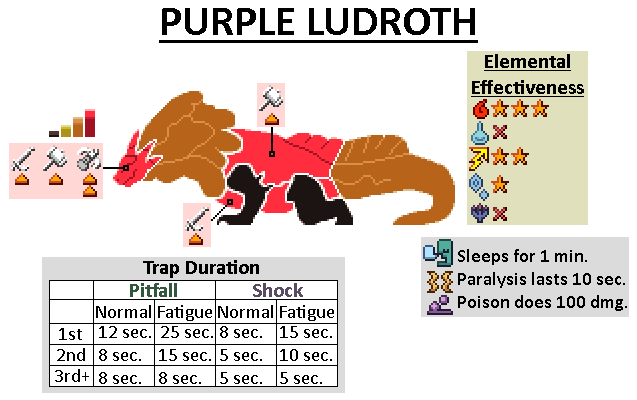 PURPLE LUDROTH
Elemental
Effectiveness
Sleeps for 1 min.
Paralysis lasts 10 sec.
Poison does 100 dmg.
Trap Duration
Pitfall Shock
Normal Fatigue Normal Fatigue
1st 12 sec. 25 sec. 8 sec. 15 sec.
2nd 8 sec. 15 sec. 5 sec. 10 sec.
3rd+ 8 sec. 8 sec. 5 sec. 5 sec.